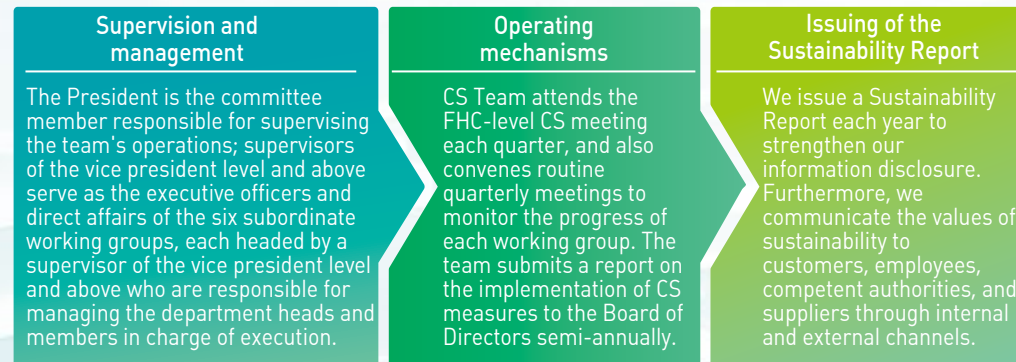 Supervision and
management
The President is the committee
member responsible for supervising
the team's operations; supervisors
of the vice president level and above
serve as the executive officers and
direct affairs of the six subordinate
working groups, each headed by a
supervisor of the vice president level
and above who are responsible for
managing the department heads and
members in charge of execution.
Operating
mechanisms
CS Team attends the
FHC-level CS meeting
each quarter, and also
convenes routine
quarterly meetings to
monitor the progress of
each working group. The
team submits a report on
the implementation of CS
measures to the Board of
Directors semi-annually.
Issuing of the
Sustainability Report
We issue a Sustainability
Report each year to
strengthen our
information disclosure.
Furthermore, we
communicate the values of
sustainability to
customers, employees,
competent authorities, and
suppliers through internal
and external channels.